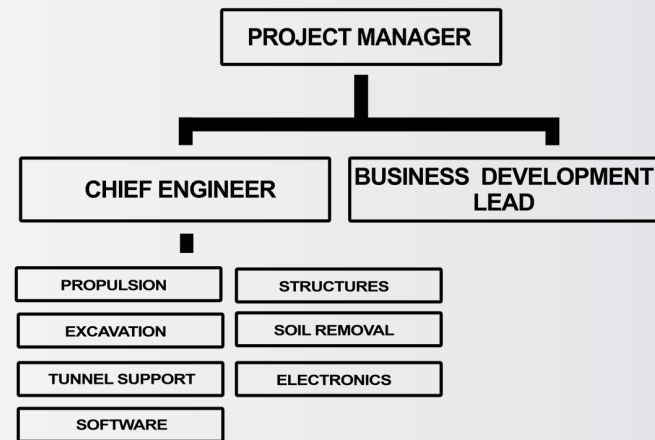 PROJECT MANAGER
CHIEF ENGINEER
BUSINESS DEVELOPMENT
LEAD
PROPULSION
STRUCTURES
EXCAVATION
SOIL REMOVAL
TUNNEL SUPPORT
ELECTRONICS
SOFTWARE